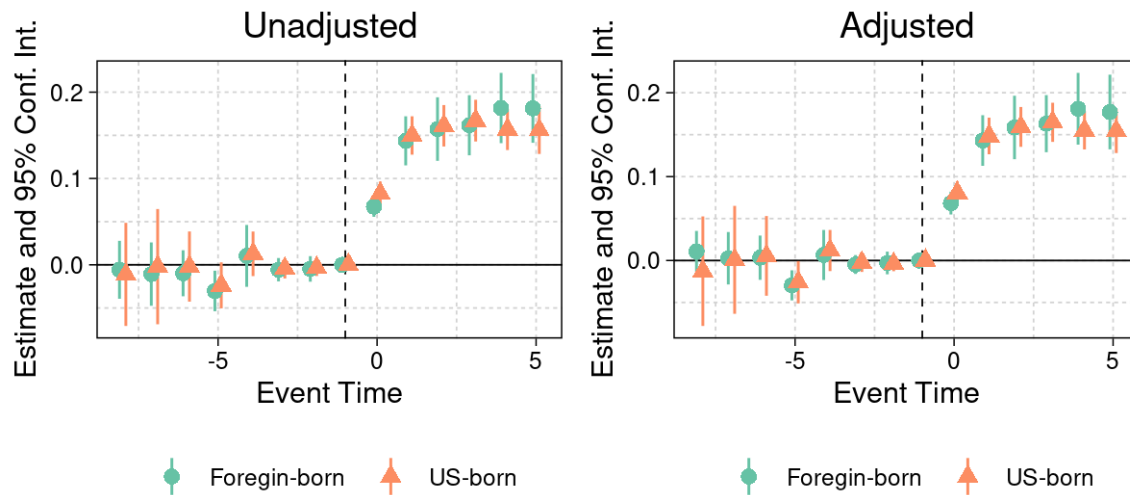 Unadjusted
Estimate and 95% Conf. Int.
0.2
0.1
0.0
-5
0
5
Event Time
Foregin-born
US-born
Adjusted
Estimate and 95% Conf. Int.
0.2
0.1
0.0
-5
0
5
Event Time
Foregin-born
US-born